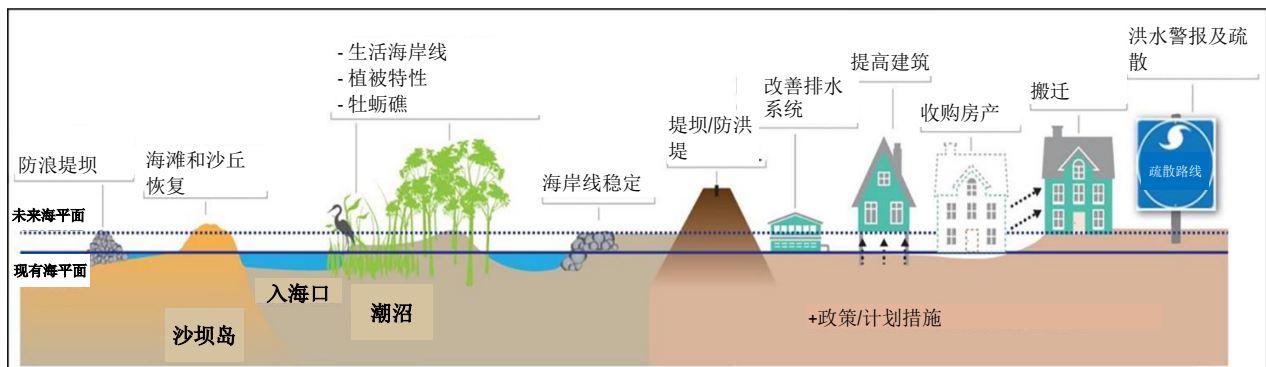 防浪堤坝
海滩和沙丘
恢复
- 生活海岸线
- 植被特性
- 牡蛎礁
海岸线稳定
堤坝/防洪
堤.
改善排水
系统
提高建筑
收购房产
搬迁
洪水警报及疏
散
疏散路线
未来海平面
现有海平面
入海口
潮沼
沙坝岛
+政策/计划措施